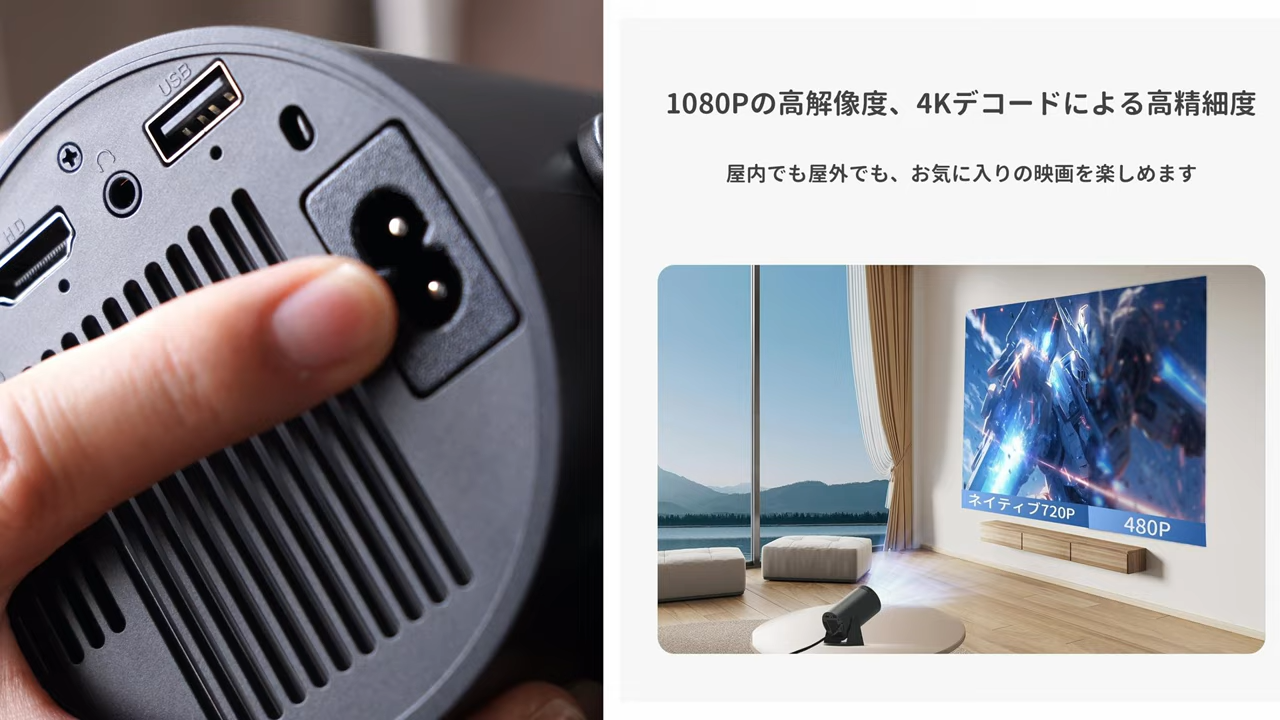 USB
HD
1080Pの高解像度、4Kデコードによる高精細度
屋内でも屋外でも、お気に入りの映画を楽しめます
ネイティブ720P
480P